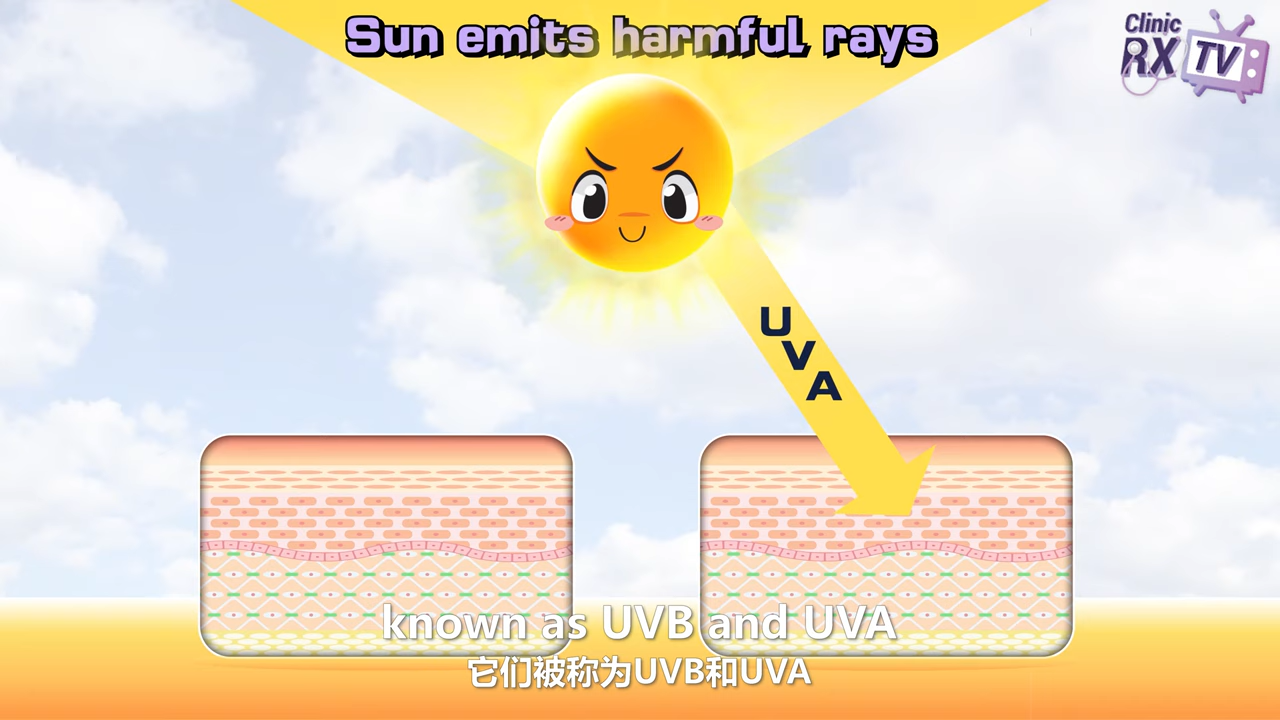 Sun emits harmful rays
Clinic
RX
TV
UVA
known as UVB and UVA
它们被称为UVB和UVA